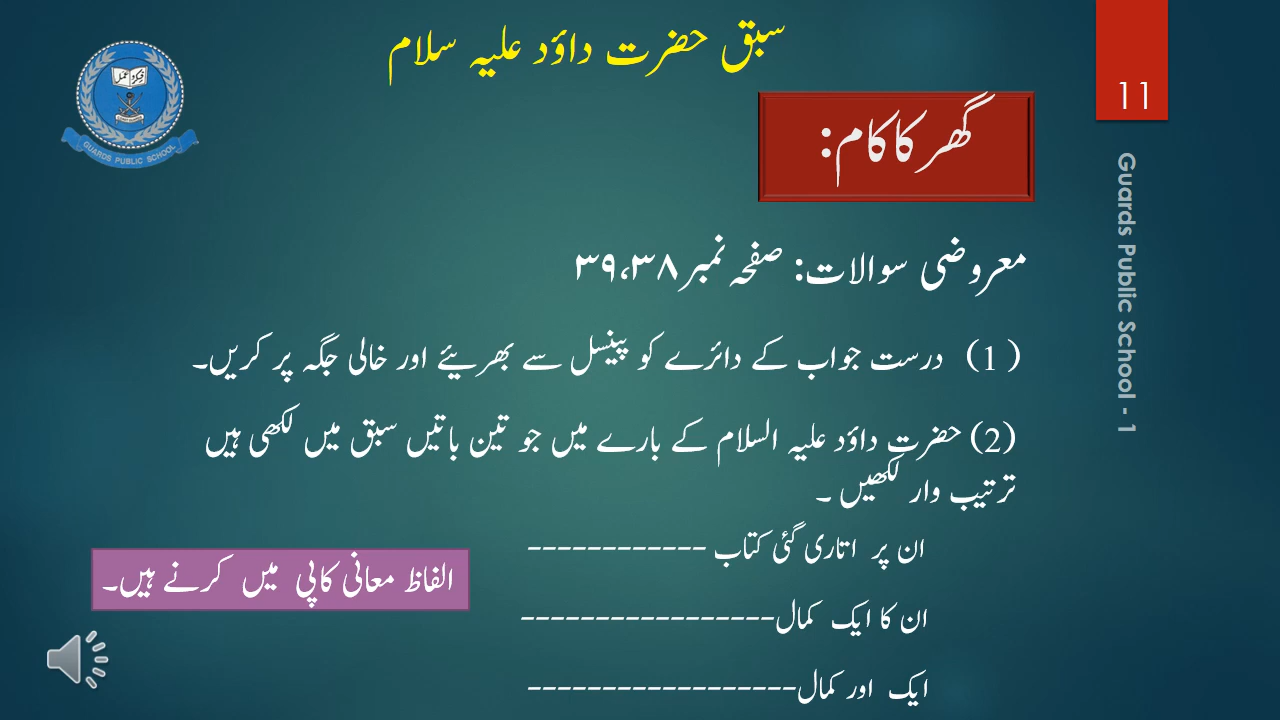 سبق حضرت داؤد علیہ سلام
11
گھر کا کام:
معروضی سوالات: صفحہ نمبر ۳۸،۳۹
(1) درست جواب کے دائرے کو پینسل سے بھریئے اور خالی جگہ پر کریں۔
(2) حضرت داؤد علیہ السلام کے بارے میں جو تین باتیں سبق میں لکھی ہیں
ترتیب وار لکھیں ۔
ان پر اتاری گئی کتاب ------------
الفاظ معانی کاپی میں کرنے ہیں۔
ان کا ایک کمال-----------------
ایک اور کمال------------------
Guards Public School - 1
GUARDS PUBLIC SCHOOL